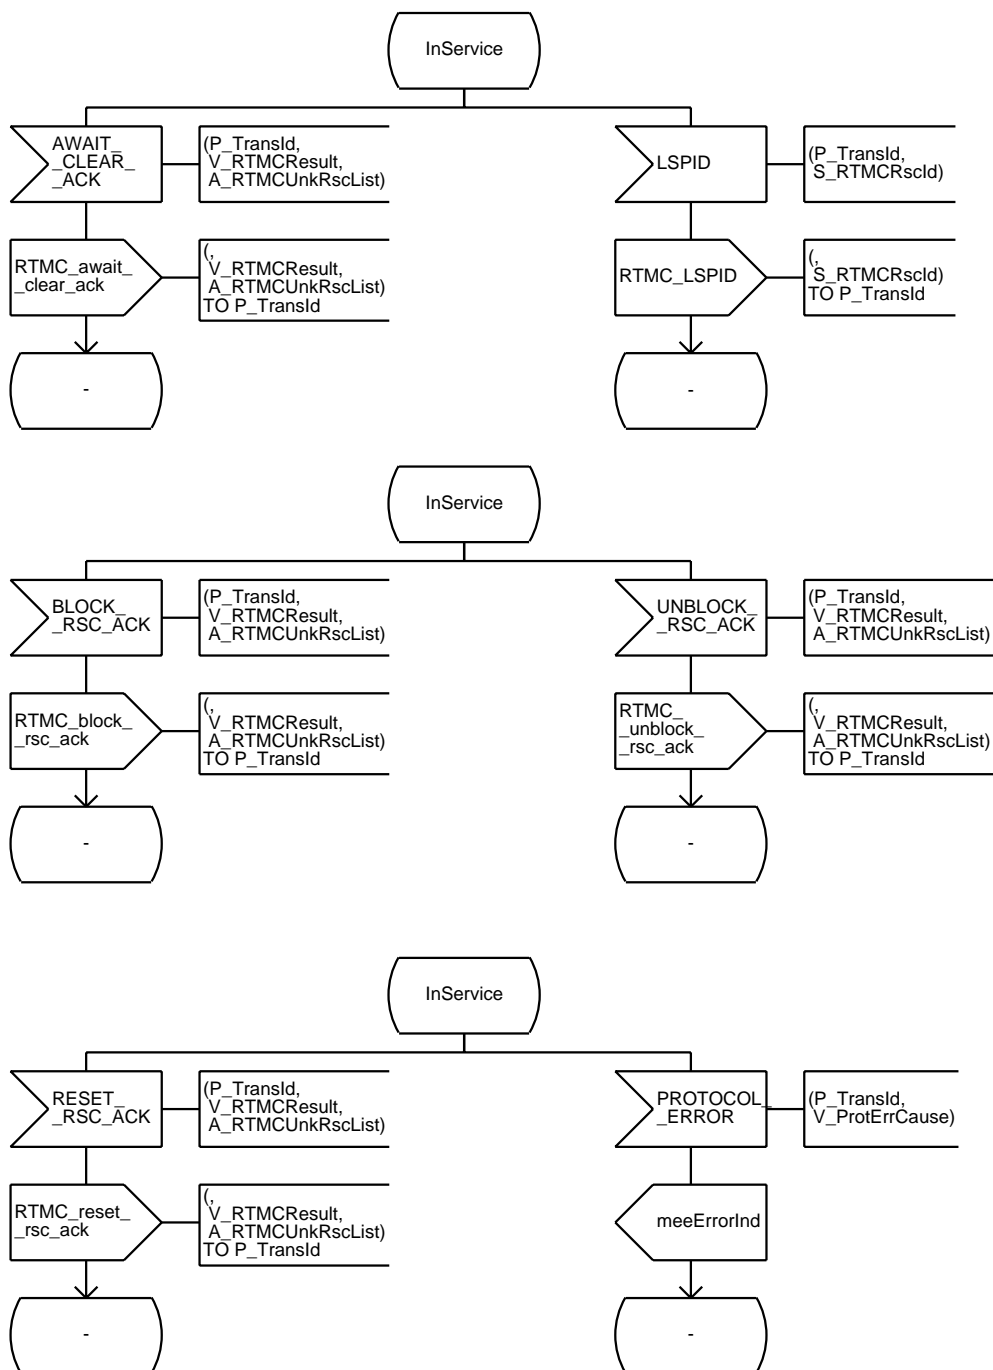 InService
AWAIT_
_CLEAR_
_ACK
(P_TransId,
V_RTMCResult,
A_RTMCUnkRscList)
LSPID
(P_TransId,
S_RTMCRscId)
RTMC_await_
_clear_ack
(,
V_RTMCResult,
A_RTMCUnkRscList)
TO P_TransId
RTMC_LSPID
(,
S_RTMCRscId)
TO P_TransId
-
-
InService
BLOCK_
_RSC_ACK
(P_TransId,
V_RTMCResult,
A_RTMCUnkRscList)
UNBLOCK_
_RSC_ACK
(P_TransId,
V_RTMCResult,
A_RTMCUnkRscList)
RTMC_block_
_rsc_ack
(,
V_RTMCResult,
A_RTMCUnkRscList)
TO P_TransId
RTMC_
_unblock_
_rsc_ack
(,
V_RTMCResult,
A_RTMCUnkRscList)
TO P_TransId
-
-
InService
RESET_
_RSC_ACK
(P_TransId,
V_RTMCResult,
A_RTMCUnkRscList)
PROTOCOL_
_ERROR
(P_TransId,
V_ProtErrCause)
RTMC_reset_
_rsc_ack
(,
V_RTMCResult,
A_RTMCUnkRscList)
TO P_TransId
meeErrorInd
-
-